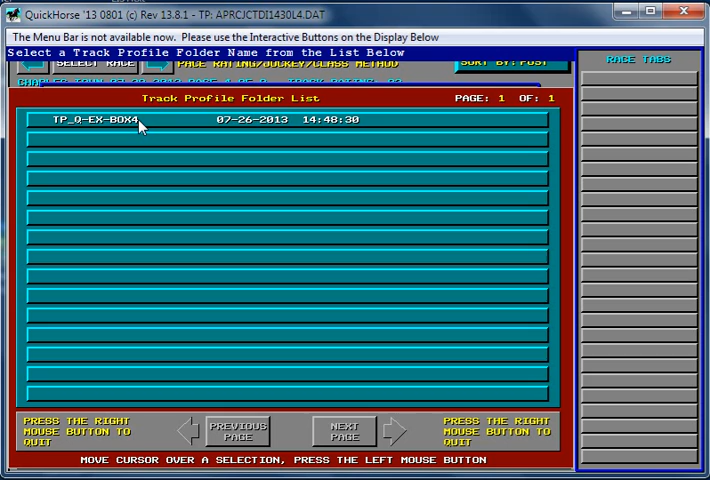 QuickHorse '13 0801 (c) Rev 13.8.1 - TP: APRCJCTDI1430L4.DAT
The Menu Bar is not available now. Please use the Interactive Buttons on the Display Below
Select a Track Profile Folder Name from the List Below
RACE TABS
SELECT RACE
PACE RATING/JOCKEY/CLASS METHOD
SORT BY: POST
Track Profile Folder List
PAGE: 1 OF: 1
TP_Q-EX-BOX4 07-26-2013 14:48:30
PRESS THE RIGHT
MOUSE BUTTON TO
QUIT
PREVIOUS
PAGE
NEXT
PAGE
PRESS THE RIGHT
MOUSE BUTTON TO
QUIT
MOVE CURSOR OVER A SELECTION, PRESS THE LEFT MOUSE BUTTON